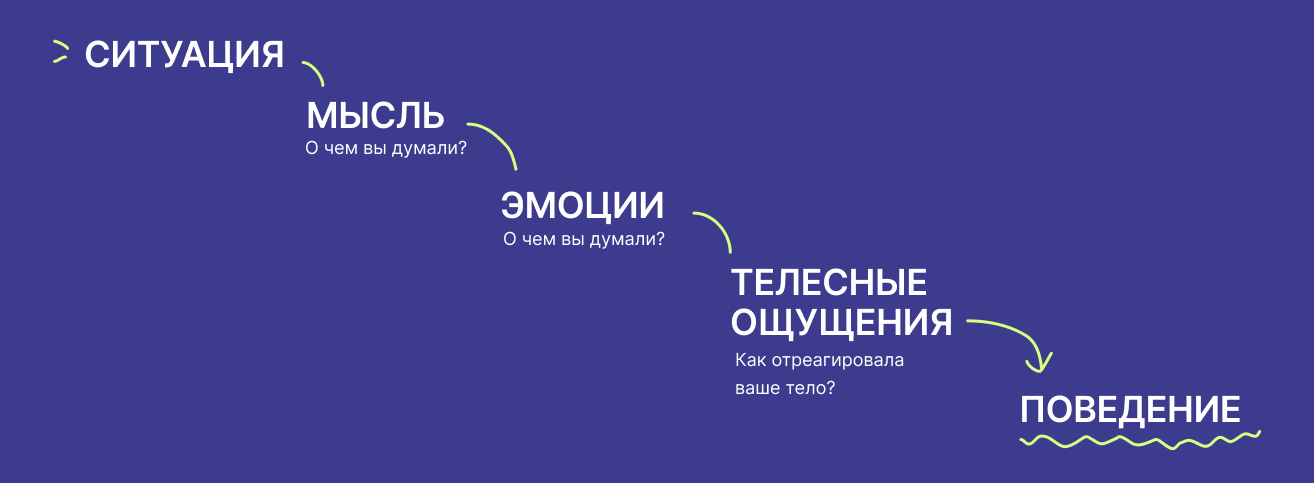 СИТУАЦИЯ
МЫСЛЬ
О чем вы думали?
ЭМОЦИИ
О чем вы думали?
ТЕЛЕСНЫЕ
ОЩУЩЕНИЯ
Как отреагировала
ваше тело?
ПОВЕДЕНИЕ